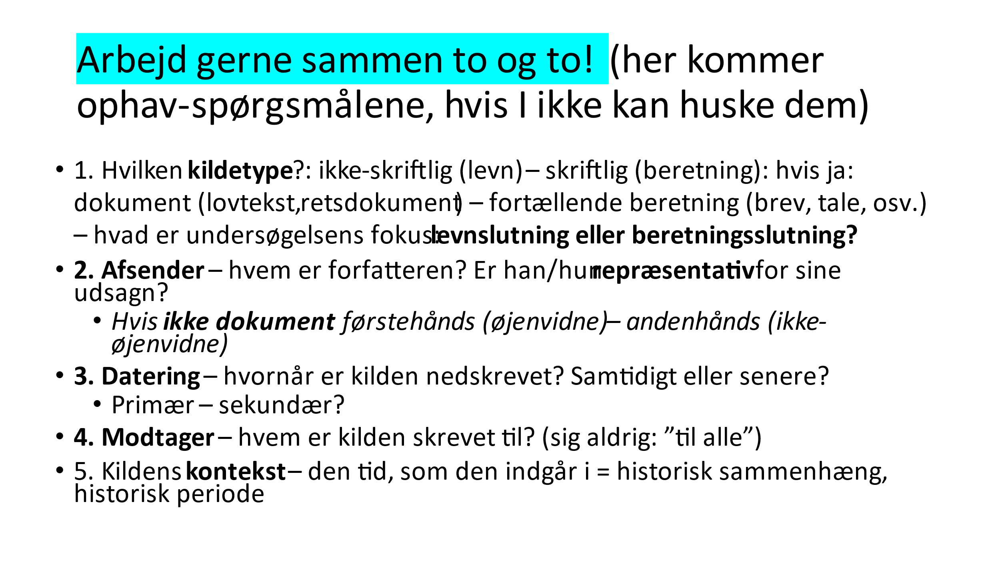 Arbejd gerne sammen to og to! (her kommer
ophav-spørgsmålene, hvis I ikke kan huske dem)
• 1. Hvilken kildetype?: ikke-skriftlig (levn) – skriftlig (beretning): hvis ja:
dokument (lovtekst,retsdokument) – fortællende beretning (brev, tale, osv.)
– hvad er undersøgelsens fokus: levnslutning eller beretningsslutning?
• 2. Afsender – hvem er forfatteren? Er han/hun repræsentativ for sine
udsagn?
• Hvis ikke dokument førstehånds (øjenvidne) – andenhånds (ikke-
øjenvidne)
• 3. Datering – hvornår er kilden nedskrevet? Samtidigt eller senere?
• Primær – sekundær?
• 4. Modtager – hvem er kilden skrevet til? (sig aldrig: ”til alle”)
• 5. Kildens kontekst – den tid, som den indgår i = historisk sammenhæng,
historisk periode